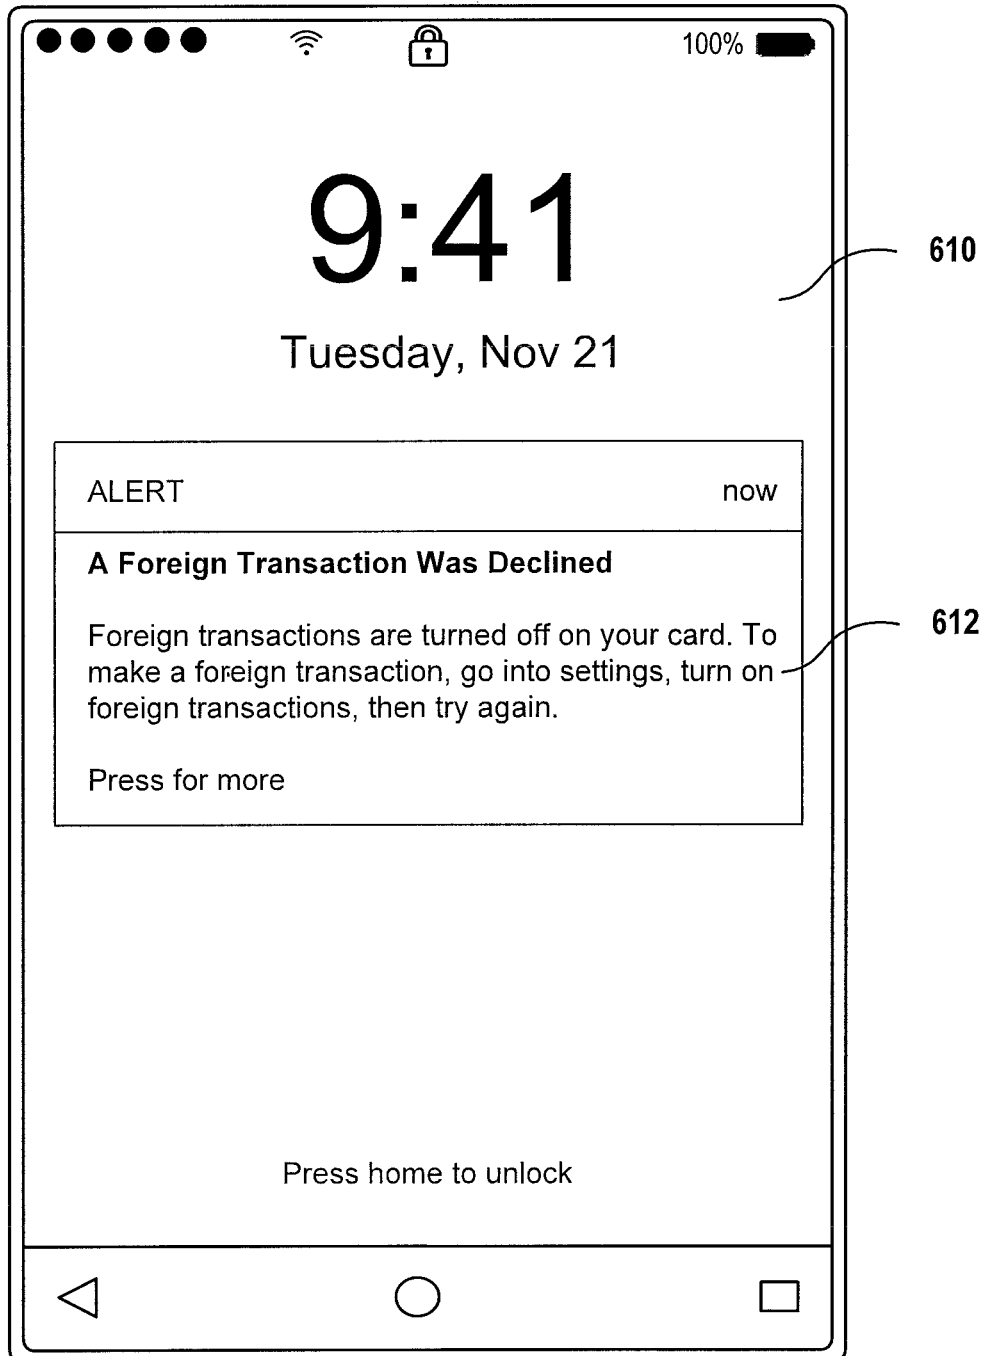 100%
9:41
610
Tuesday, Nov 21
ALERT now
A Foreign Transaction Was Declined
Foreign transactions are turned off on your card. To
612
make a foreign transaction, go into settings, turn on
foreign transactions, then try again.
Press for more
Press home to unlock